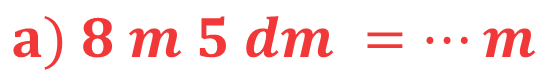 a) 8 m 5 dm = ⋯ m